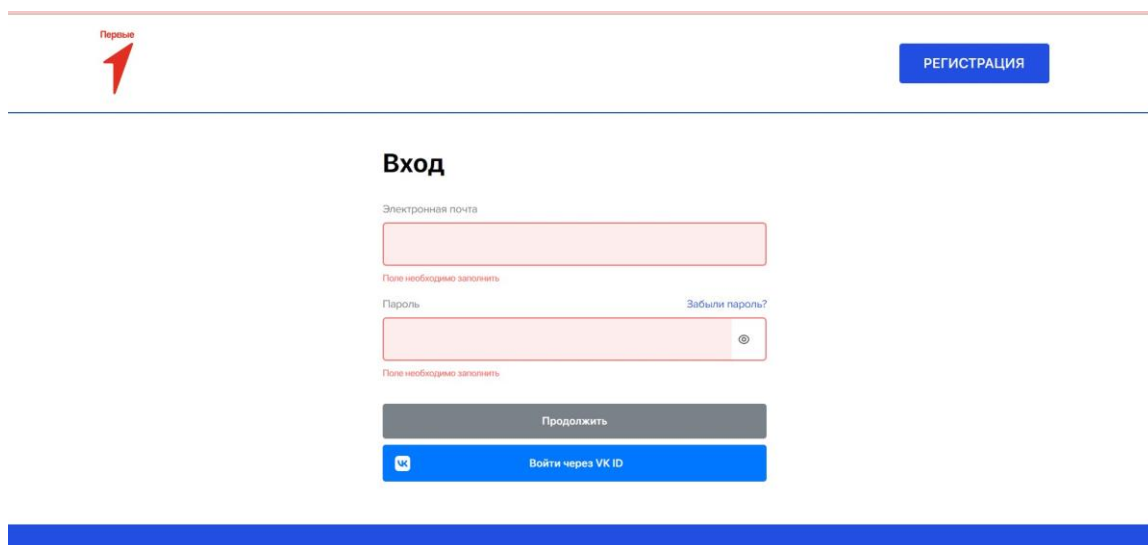 Первые
РЕГИСТРАЦИЯ
Вход
Электронная почта
Поле необходимо заполнить
Пароль
Забыли пароль?
Поле необходимо заполнить
Продолжить
Войти через VK ID